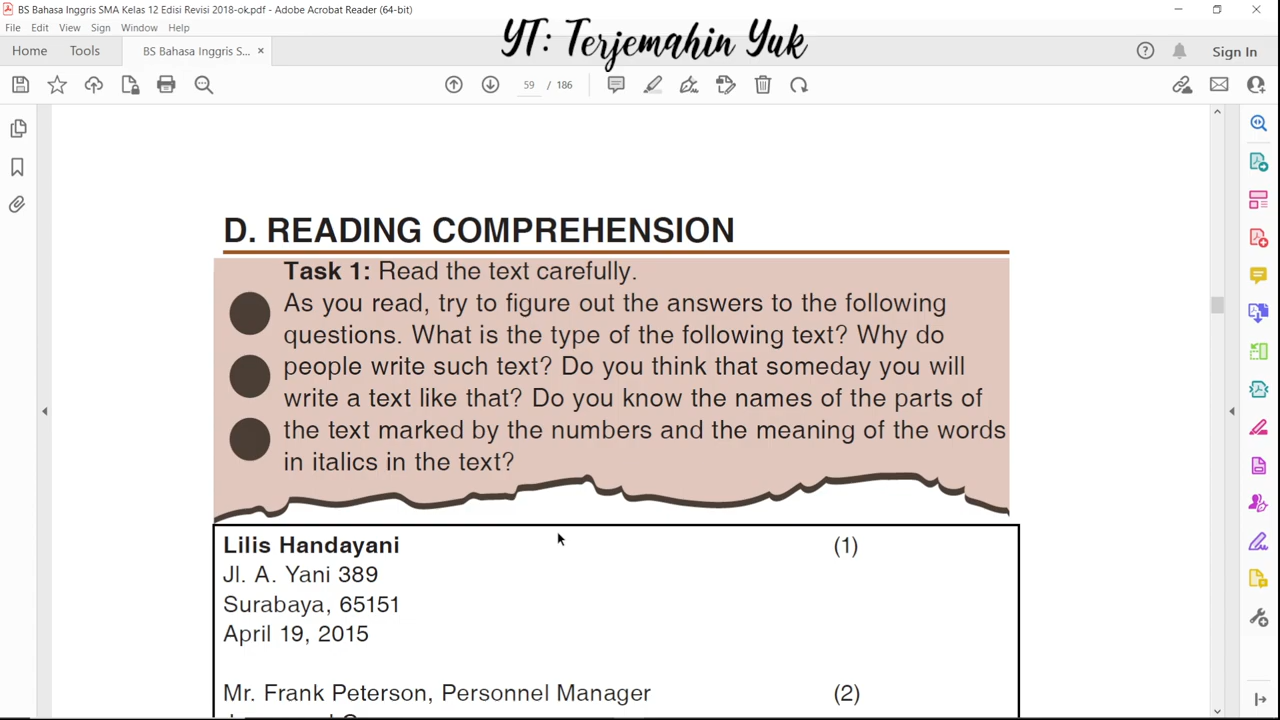 BS Bahasa Inggris SMA Kelas 12 Edisi Revisi 2018-ok.pdf - Adobe Acrobat Reader (64-bit)
File Edit View Sign Window Help
YT: Terjemahin Yuk
Home Tools BS Bahasa Inggris S... × Sign In
59 / 186
D. READING COMPREHENSION
Task 1: Read the text carefully.
As you read, try to figure out the answers to the following
questions. What is the type of the following text? Why do
people write such text? Do you think that someday you will
write a text like that? Do you know the names of the parts of
the text marked by the numbers and the meaning of the words
in italics in the text?
Lilis Handayani (1)
Jl. A. Yani 389
Surabaya, 65151
April 19, 2015
Mr. Frank Peterson, Personnel Manager (2)